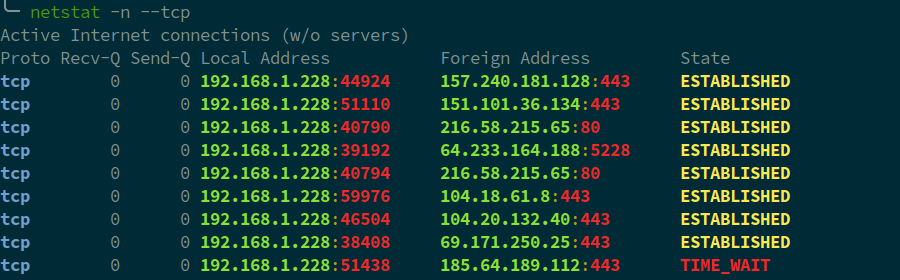 ╰─ netstat -n --tcp
Active Internet connections (w/o servers)
Proto Recv-Q Send-Q Local Address           Foreign Address         State
tcp        0      0 192.168.1.228:44924     157.240.181.128:443     ESTABLISHED
tcp        0      0 192.168.1.228:51110     151.101.36.134:443      ESTABLISHED
tcp        0      0 192.168.1.228:40790     216.58.215.65:80        ESTABLISHED
tcp        0      0 192.168.1.228:39192     64.233.164.188:5228     ESTABLISHED
tcp        0      0 192.168.1.228:40794     216.58.215.65:80        ESTABLISHED
tcp        0      0 192.168.1.228:59976     104.18.61.8:443         ESTABLISHED
tcp        0      0 192.168.1.228:46504     104.20.132.40:443       ESTABLISHED
tcp        0      0 192.168.1.228:38408     69.171.250.25:443       ESTABLISHED
tcp        0      0 192.168.1.228:51438     185.64.189.112:443      TIME_WAIT